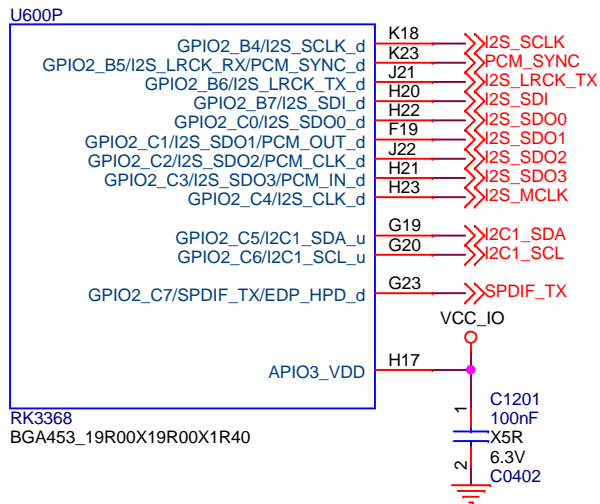 U600P
GPIO2_B4/I2S_SCLK_d K18 I2S_SCLK
GPIO2_B5/I2S_LRCK_RX/PCM_SYNC_d K23 PCM_SYNC
GPIO2_B6/I2S_LRCK_TX_d J21 I2S_LRCK_TX
GPIO2_B7/I2S_SDI_d H20 I2S_SDI
GPIO2_C0/I2S_SDO0_d H22 I2S_SDO0
GPIO2_C1/I2S_SDO1/PCM_OUT_d F19 I2S_SDO1
GPIO2_C2/I2S_SDO2/PCM_CLK_d J22 I2S_SDO2
GPIO2_C3/I2S_SDO3/PCM_IN_d H21 I2S_SDO3
GPIO2_C4/I2S_CLK_d H23 I2S_MCLK
GPIO2_C5/I2C1_SDA_u G19 I2C1_SDA
GPIO2_C6/I2C1_SCL_u G20 I2C1_SCL
GPIO2_C7/SPDIF_TX/EDP_HPD_d G23 SPDIF_TX
VCC_IO
APIO3_VDD H17
RK3368
BGA453_19R00X19R00X1R40
C1201
1 100nF
X5R
6.3V
2 C0402